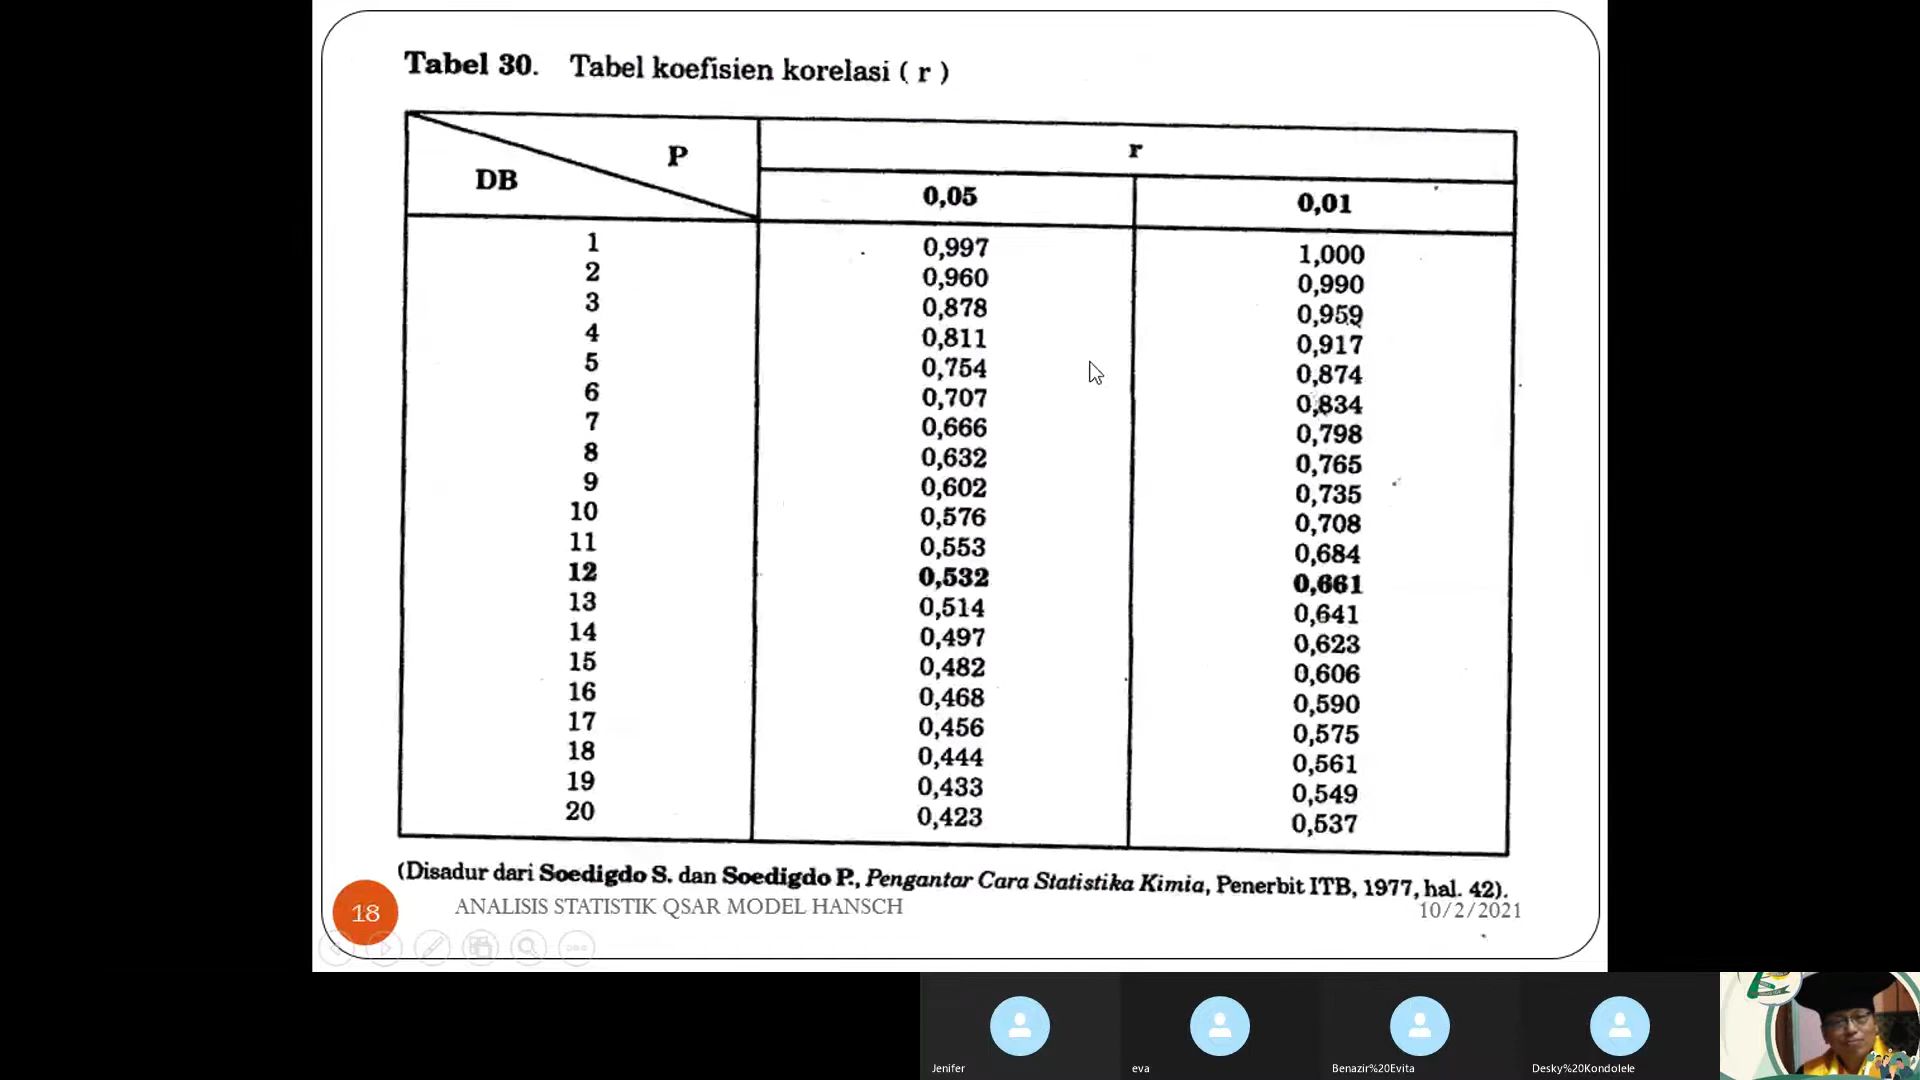 Tabel 30. Tabel koefisien korelasi ( r )
P
DB
r
0,05 0,01
1 0,997 1,000
2 0,960 0,990
3 0,878 0,959
4 0,811 0,917
5 0,754 0,874
6 0,707 0,834
7 0,666 0,798
8 0,632 0,765
9 0,602 0,735
10 0,576 0,708
11 0,553 0,684
12 0,532 0,661
13 0,514 0,641
14 0,497 0,623
15 0,482 0,606
16 0,468 0,590
17 0,456 0,575
18 0,444 0,561
19 0,433 0,549
20 0,423 0,537
(Disadur dari Soedigdo S. dan Soedigdo P., Pengantar Cara Statistika Kimia, Penerbit ITB, 1977, hal. 42).
18 ANALISIS STATISTIK QSAR MODEL HANSCH 10/2/2021
Jenifer eva Benazir%20Evita Desky%20Kondolele